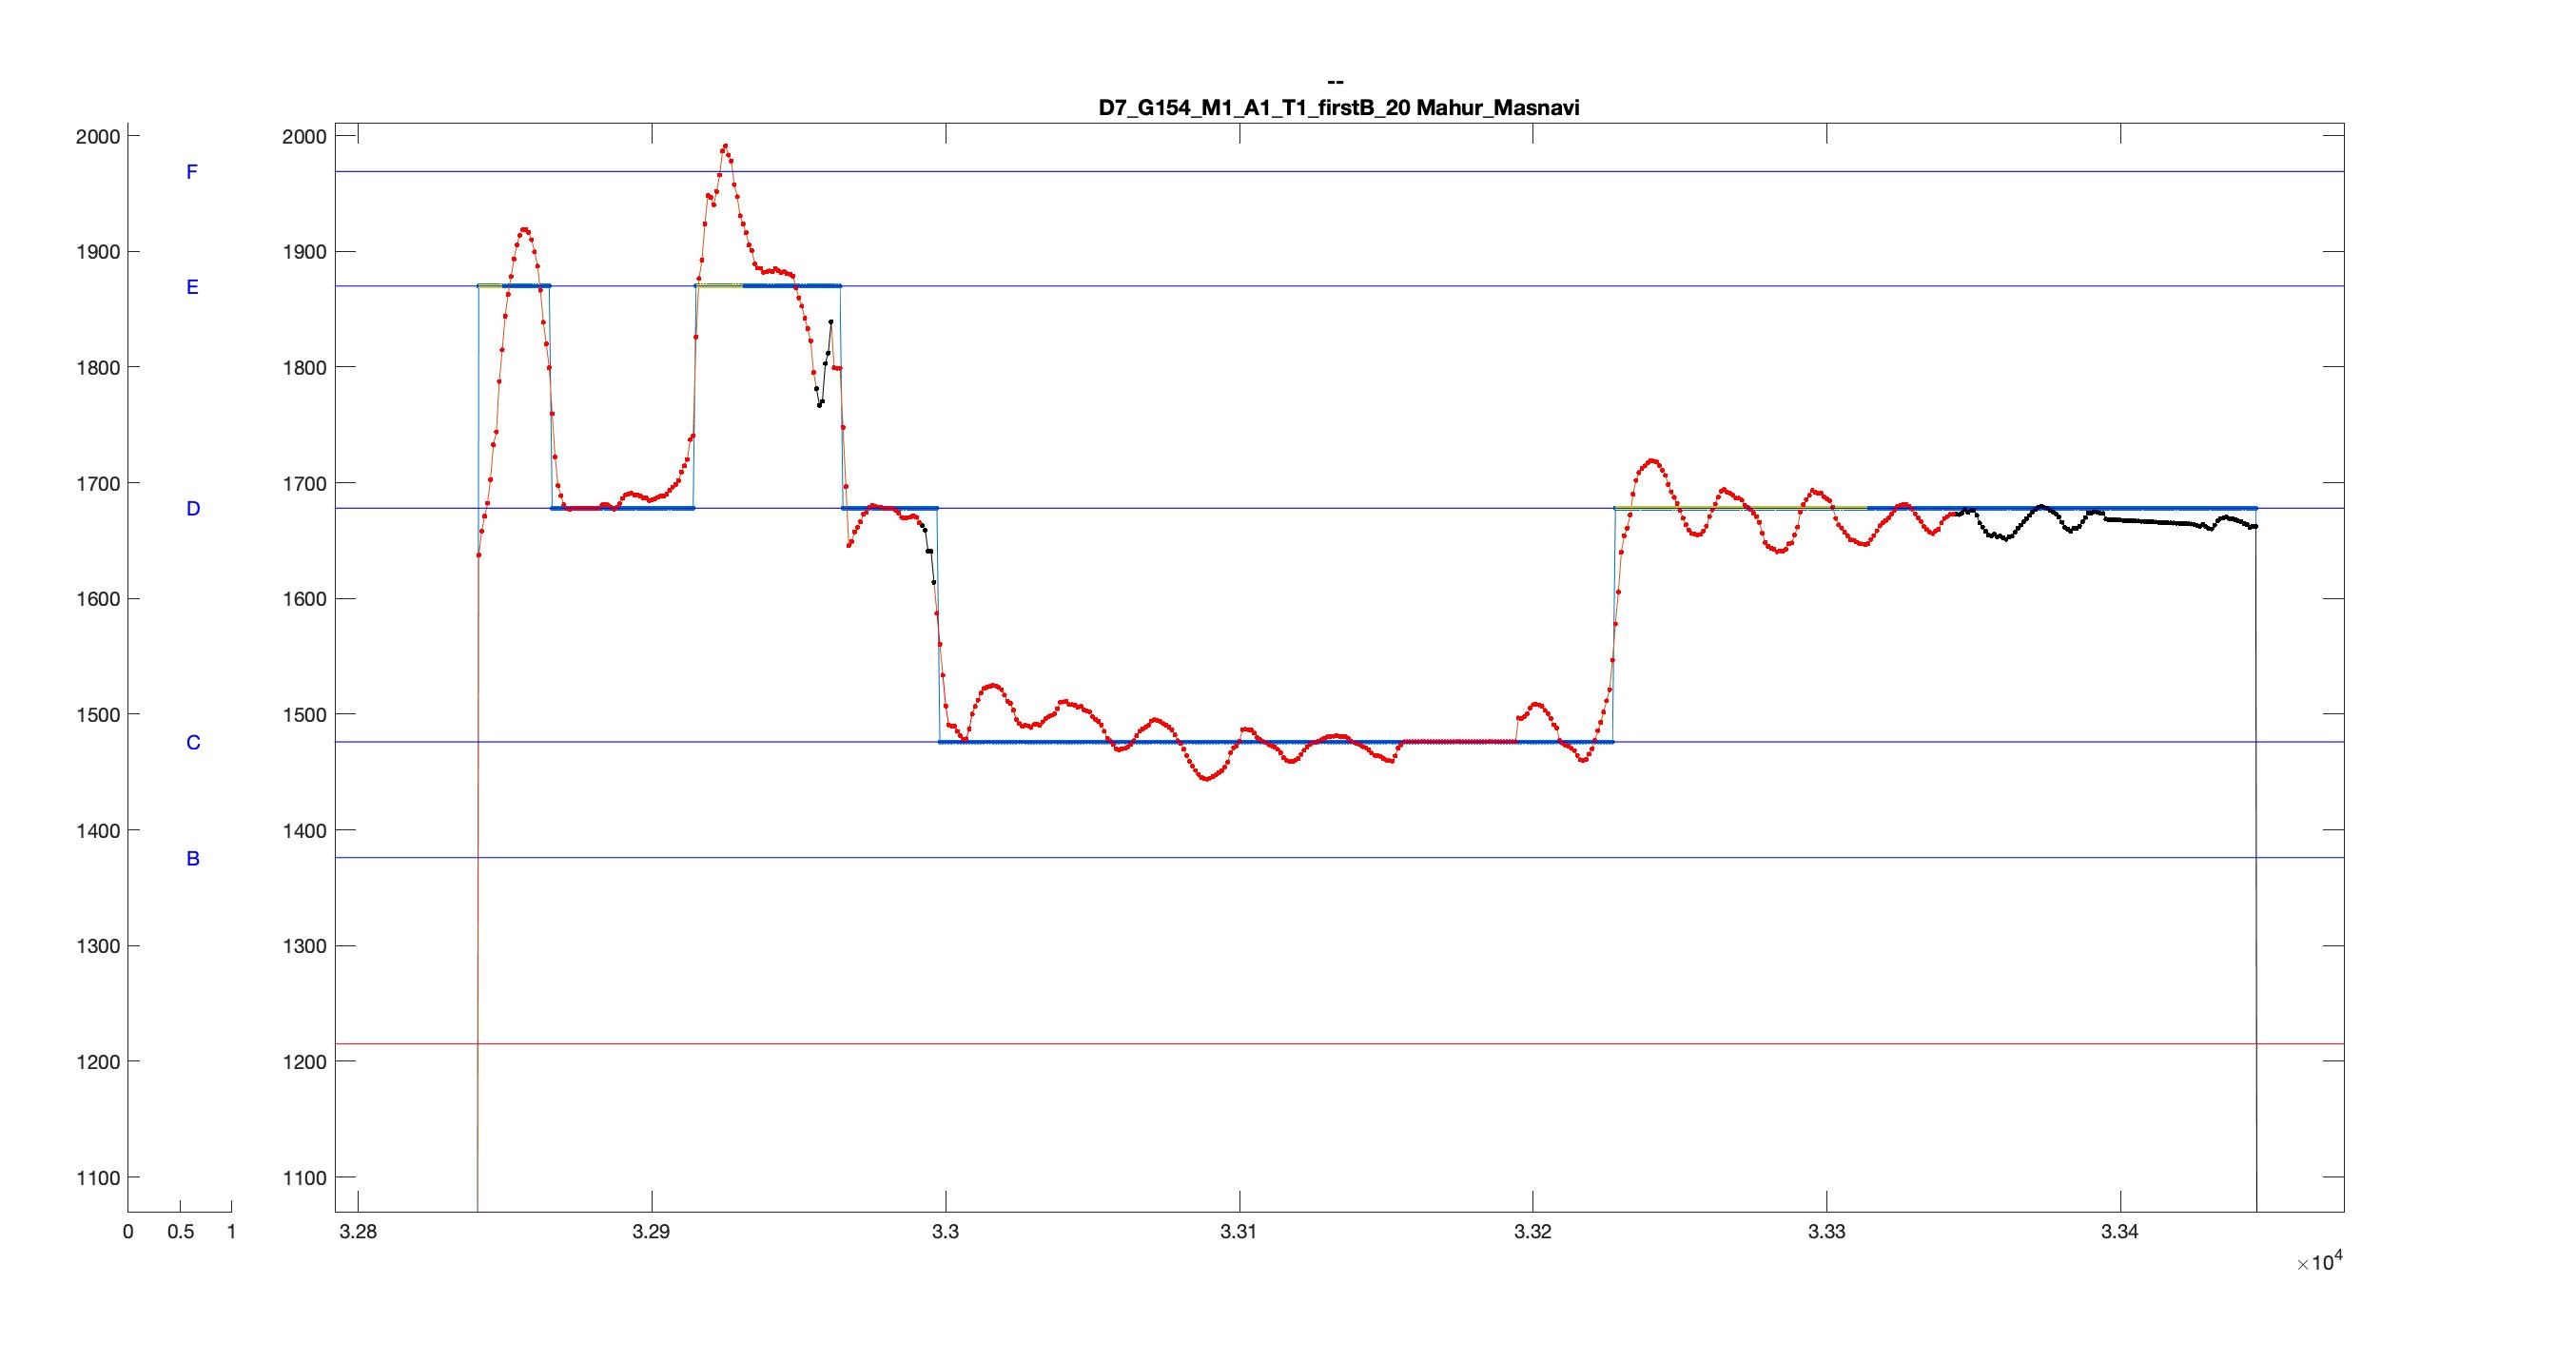 --
D7_G154_M1_A1_T1_firstB_20 Mahur_Masnavi
2000 2000
F
1900 1900
E
1800 1800
1700 1700
D
1600 1600
1500 1500
C
1400 1400
B
1300 1300
1200 1200
1100 1100
0 0.5 1 3.28 3.29 3.3 3.31 3.32 3.33 3.34
×10⁴